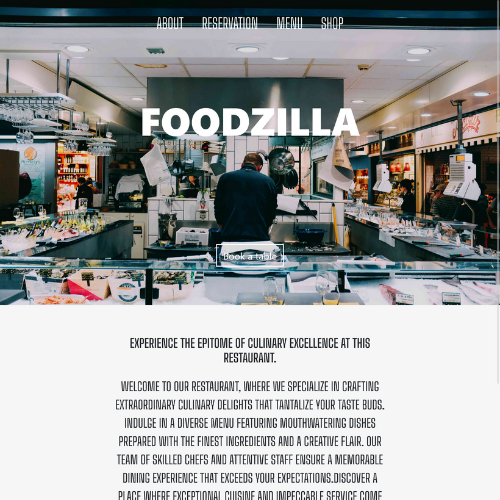 ABOUT RESERVATION MENU SHOP
FOODZILLA
Book a table
EXPERIENCE THE EPITOME OF CULINARY EXCELLENCE AT THIS
RESTAURANT.
WELCOME TO OUR RESTAURANT, WHERE WE SPECIALIZE IN CRAFTING
EXTRAORDINARY CULINARY DELIGHTS THAT TANTALIZE YOUR TASTE BUDS.
INDULGE IN A DIVERSE MENU FEATURING MOUTHWATERING DISHES
PREPARED WITH THE FINEST INGREDIENTS AND A CREATIVE FLAIR. OUR
TEAM OF SKILLED CHEFS AND ATTENTIVE STAFF ENSURE A MEMORABLE
DINING EXPERIENCE THAT EXCEEDS YOUR EXPECTATIONS.DISCOVER A
PLACE WHERE EXCEPTIONAL CUISINE AND IMPECCABLE SERVICE COME